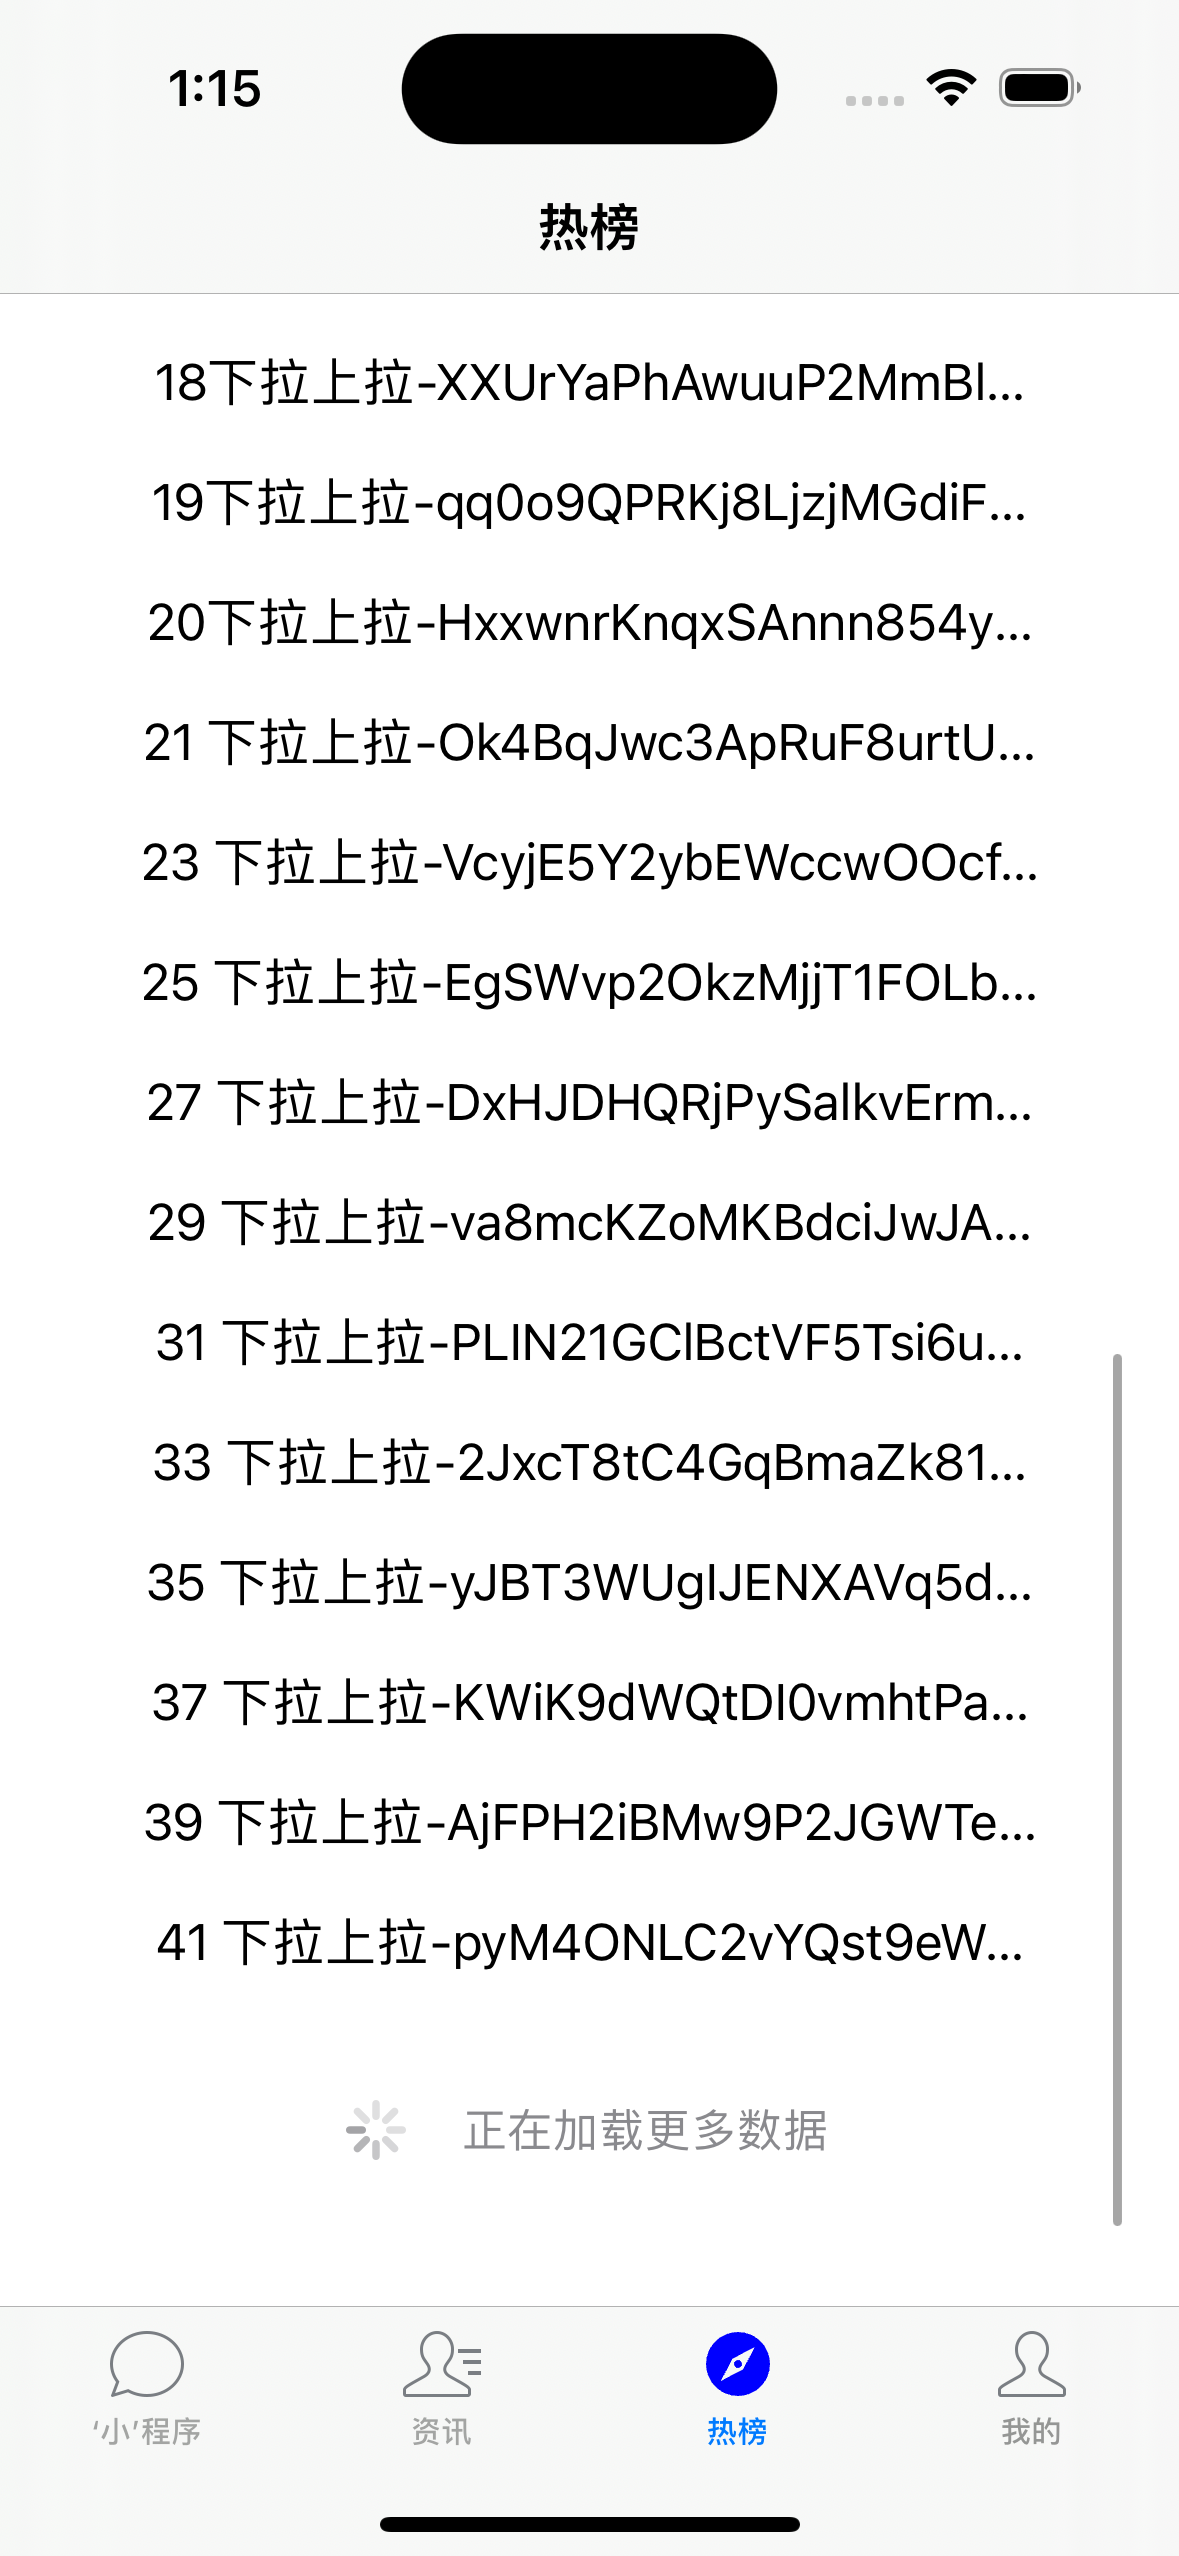 1:15
热榜
18下拉上拉-XXUrYaPhAwuuP2MmBl...
19下拉上拉-qq0o9QPRKj8LjzjMGdiF...
20下拉上拉-HxxwnrKnqxSAnnn854y...
21 下拉上拉-Ok4BqJwc3ApRuF8urtU...
23 下拉上拉-VcyjE5Y2ybEWccwOOcf...
25 下拉上拉-EgSWvp2OkzMjjT1FOLb...
27 下拉上拉-DxHJDHQRjPySalkvErm...
29 下拉上拉-va8mcKZoMKBdciJwJA...
31 下拉上拉-PLIN21GClBctVF5Tsi6u...
33 下拉上拉-2JxcT8tC4GqBmaZk81...
35 下拉上拉-yJBT3WUglJENXAVq5d...
37 下拉上拉-KWiK9dWQtDI0vmhtPa...
39 下拉上拉-AjFPH2iBMw9P2JGWTe...
41 下拉上拉-pyM4ONLC2vYQst9eW...
正在加载更多数据
‘小’程序
资讯
热榜
我的